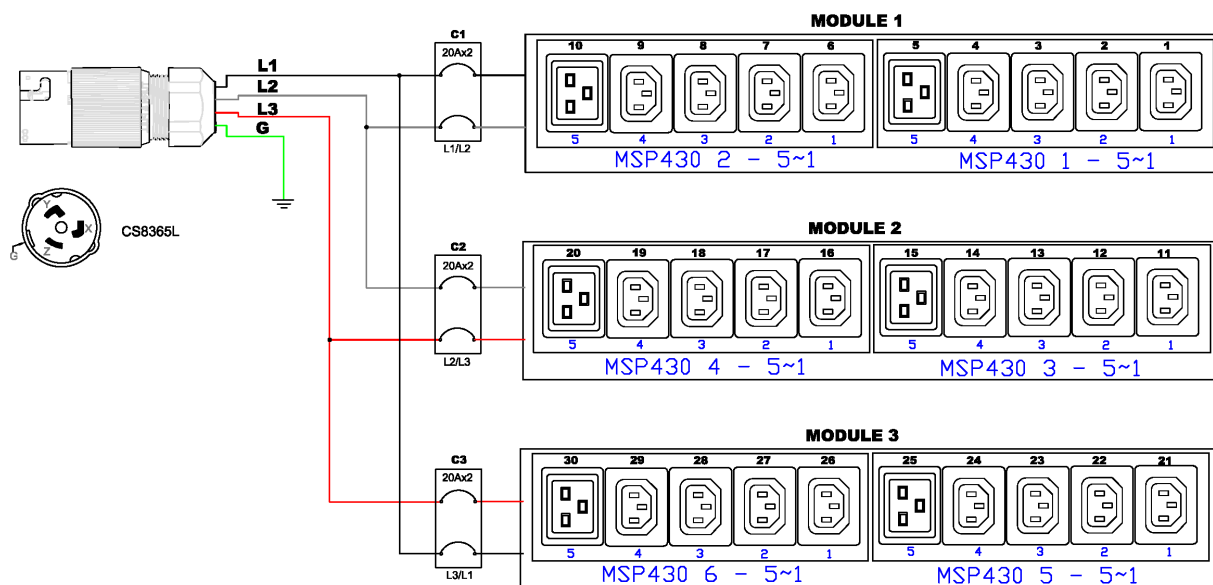 MODULE 1
C1
20Ax2
L1/L2
10 9 8 7 6 5 4 3 2 1
5 4 3 2 1 5 4 3 2 1
MSP430 2 - 5~1 MSP430 1 - 5~1
L1
L2
L3
G
CS8365L
Y
X
Z
G
MODULE 2
C2
20Ax2
L2/L3
20 19 18 17 16 15 14 13 12 11
5 4 3 2 1 5 4 3 2 1
MSP430 4 - 5~1 MSP430 3 - 5~1
MODULE 3
C3
20Ax2
L3/L1
30 29 28 27 26 25 24 23 22 21
5 4 3 2 1 5 4 3 2 1
MSP430 6 - 5~1 MSP430 5 - 5~1